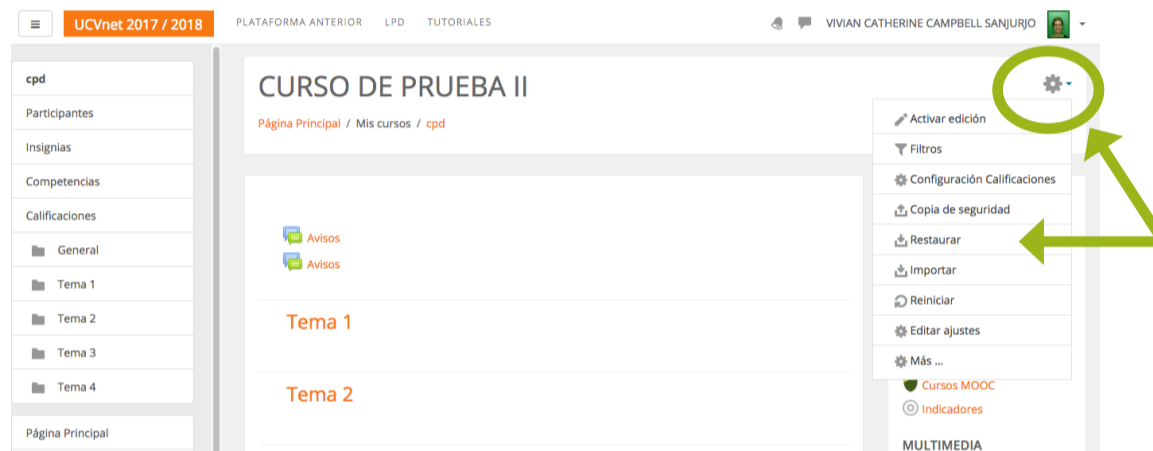 UCVnet 2017 / 2018
PLATAFORMA ANTERIOR LPD TUTORIALES
VIVIAN CATHERINE CAMPBELL SANJURJO
cpd
Participantes
Insignias
Competencias
Calificaciones
General
Tema 1
Tema 2
Tema 3
Tema 4
Página Principal
CURSO DE PRUEBA II
Página Principal / Mis cursos / cpd
Avisos
Avisos
Tema 1
Tema 2
Activar edición
Filtros
Configuración Calificaciones
Copia de seguridad
Restaurar
Importar
Reiniciar
Editar ajustes
Más ...
Cursos MOOC
Indicadores
MULTIMEDIA